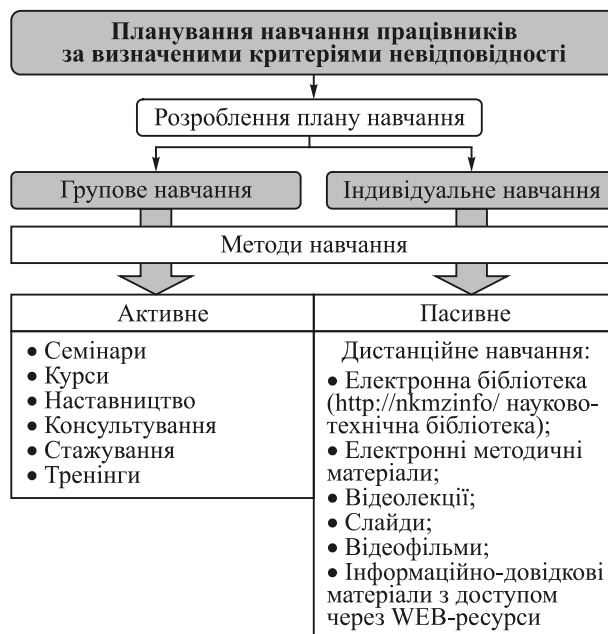 Планування навчання працівників
за визначеними критеріями невідповідності
Розроблення плану навчання
Групове навчання
Індивідуальне навчання
Методи навчання
Активне
• Семінари
• Курси
• Наставництво
• Консультування
• Стажування
• Тренінги
Пасивне
Дистанційне навчання:
• Електронна бібліотека
(http://nkmzinfo/ науково-
технічна бібліотека);
• Електронні методичні
матеріали;
• Відеолекції;
• Слайди;
• Відеофільми;
• Інформаційно-довідкові
матеріали з доступом
через WEB-ресурси